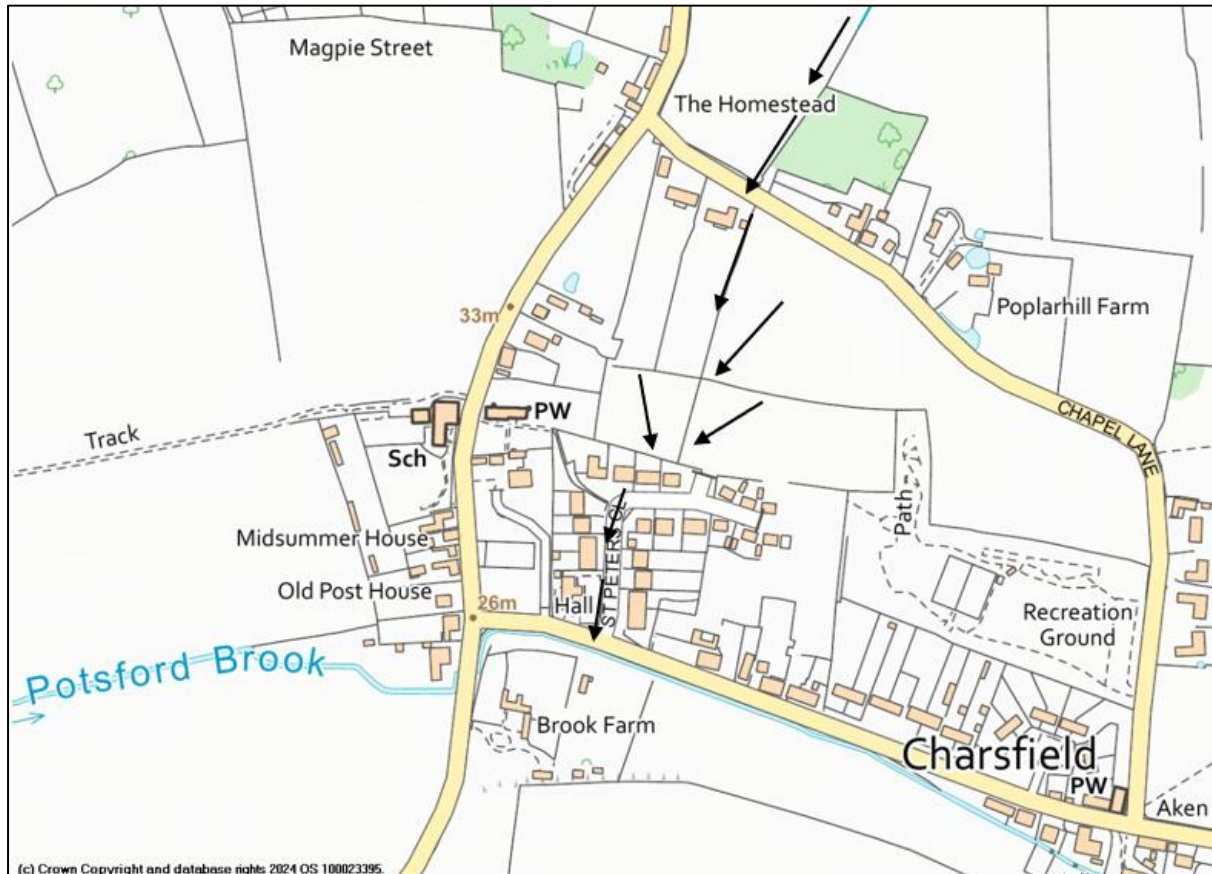 Magpie Street
The Homestead
33m
Poplarhill Farm
CHAPEL LANE
PW
Track
Sch
Path
Midsummer House
ST PETERS CL
Old Post House
26m
Hall
Recreation
Ground
Potsford Brook
Brook Farm
Charsfield
PW
Aken
(c) Crown Copyright and database rights 2024 OS 100023395.